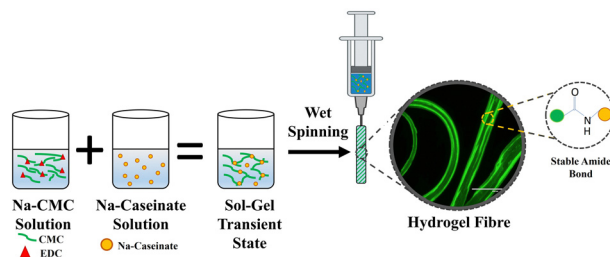 Na-CMC
Solution
CMC
EDC
+
Na-Caseinate
Solution
Na-Caseinate
=
Sol-Gel
Transient
State
Wet
Spinning
Hydrogel Fibre
O
N
H
Stable Amide
Bond